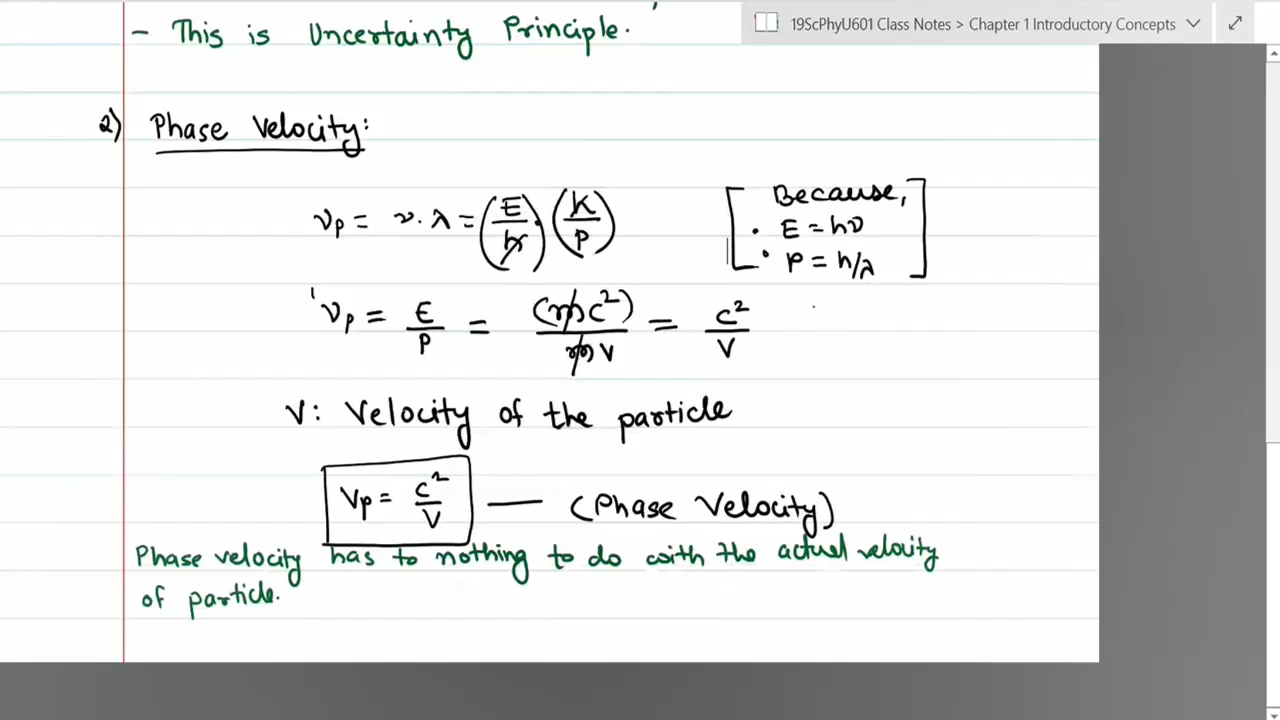 - This is Uncertainty Principle.
19ScPhyU601 Class Notes > Chapter 1 Introductory Concepts
2) Phase Velocity:
νp = ν. λ = (E/h) . (h/p)
[ Because,
. E = hν
• p = h/λ ]
νp = E/p = (mc²)/mv = c²/v
v: Velocity of the particle
Vp = c²/v — (Phase Velocity)
Phase velocity has to nothing to do with the actual velocity
of particle.